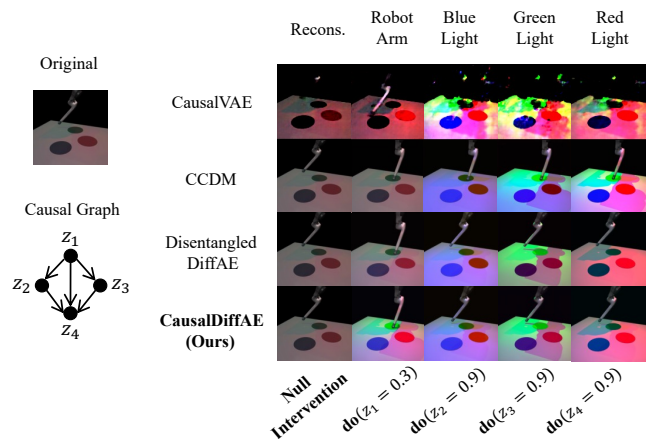 Recons.
Robot
Arm
Blue
Light
Green
Light
Red
Light
Original
CausalVAE
CCDM
Causal Graph
z₁
z₂
z₃
z₄
Disentangled
DiffAE
CausalDiffAE
(Ours)
Null
Intervention
do(z₁ = 0.3)
do(z₂ = 0.9)
do(z₃ = 0.9)
do(z₄ = 0.9)